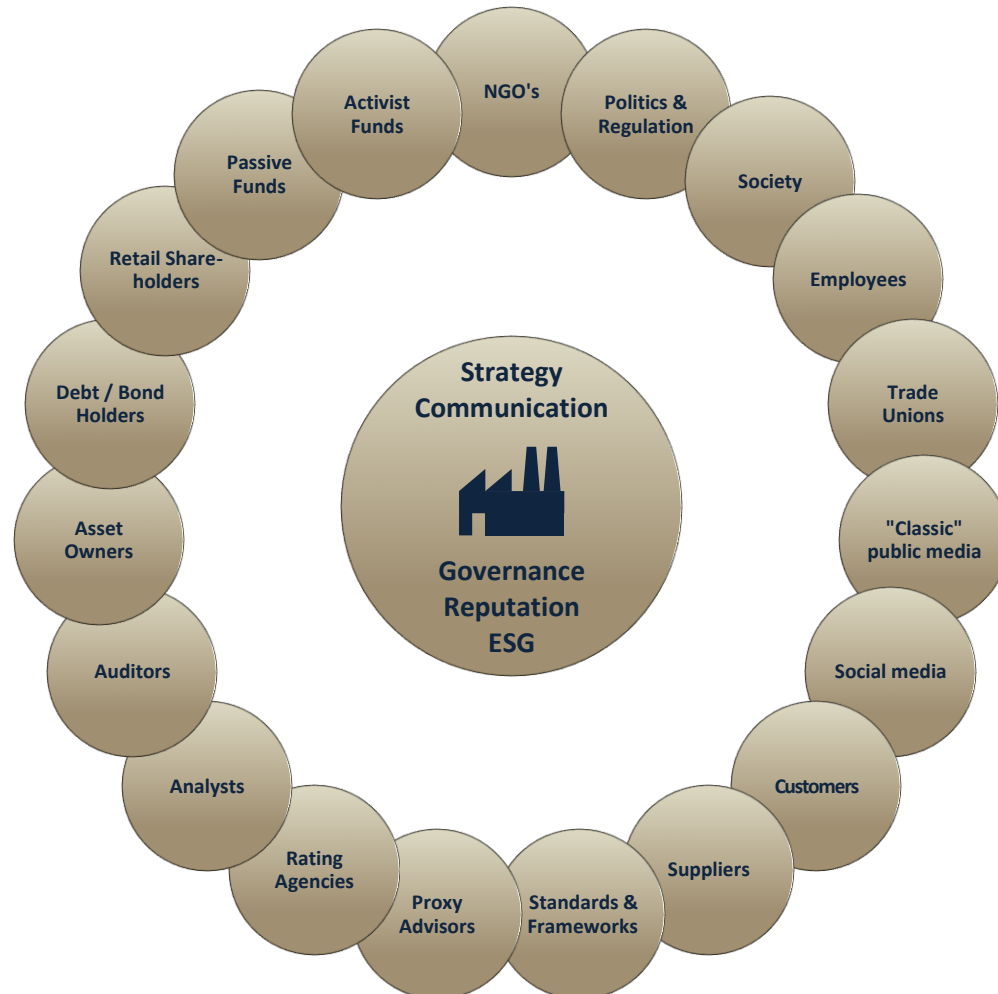 NGO's
Politics &
Regulation
Society
Employees
Trade
Unions
"Classic"
public media
Social media
Customers
Suppliers
Standards &
Frameworks
Proxy
Advisors
Rating
Agencies
Analysts
Auditors
Asset
Owners
Debt / Bond
Holders
Retail Share-
holders
Passive
Funds
Activist
Funds
Strategy
Communication
Governance
Reputation
ESG